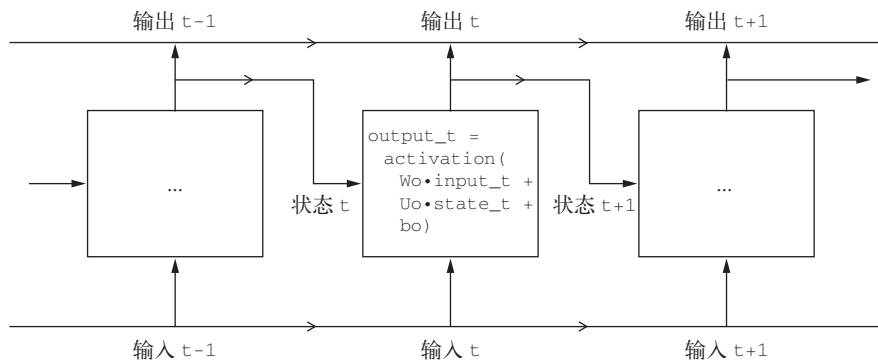 输出 t-1
输出 t
输出 t+1
...
output_t =
activation(
Wo•input_t +
Uo•state_t +
bo)
...
状态 t
状态 t+1
输入 t-1
输入 t
输入 t+1